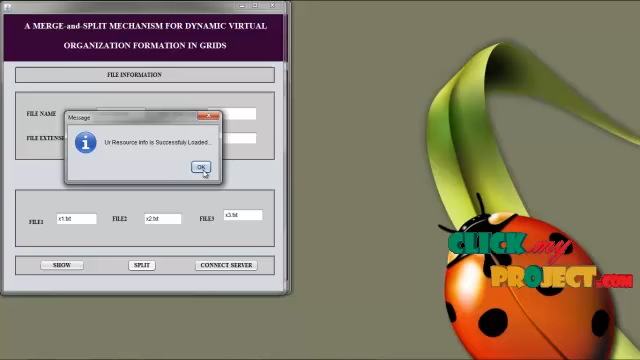 A MERGE-and-SPLIT MECHANISM FOR DYNAMIC VIRTUAL
ORGANIZATION FORMATION IN GRIDS
FILE INFORMATION
FILE NAME
Message
Ur Resource Info is Successfuly Loaded...
FILE EXTENS
OK
FILE1
x1.txt
FILE2
x2.txt
FILE3
x3.txt
SHOW
SPLIT
CONNECT SERVER
CLICK my
PROJECT.COM